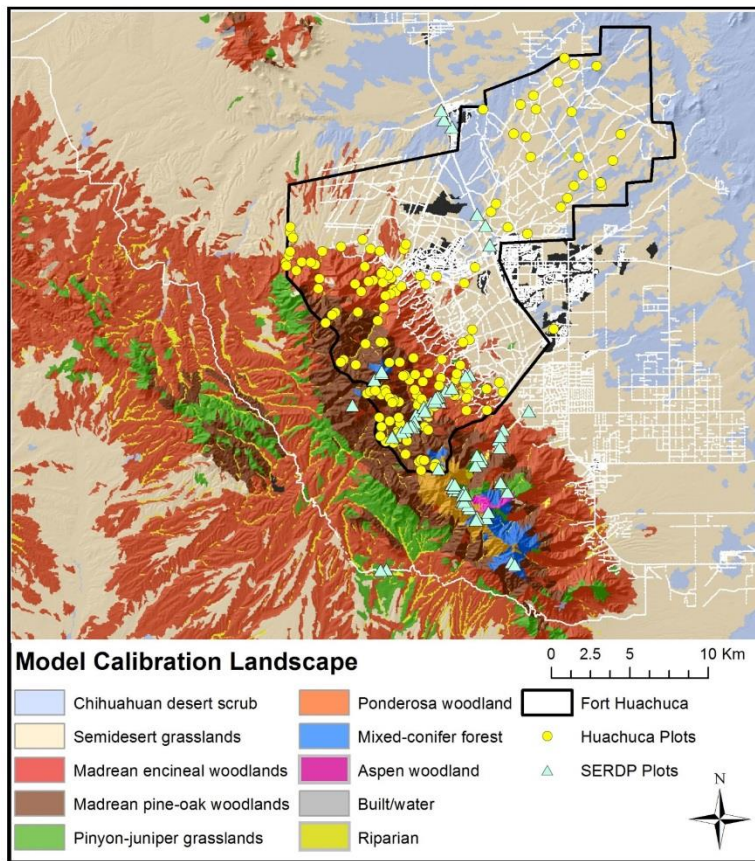 Model Calibration Landscape
0 2.5 5 10 Km
Chihuahuan desert scrub
Semidesert grasslands
Madrean encineal woodlands
Madrean pine-oak woodlands
Pinyon-juniper grasslands
Ponderosa woodland
Mixed-conifer forest
Aspen woodland
Built/water
Riparian
Fort Huachuca
Huachuca Plots
SERDP Plots
N